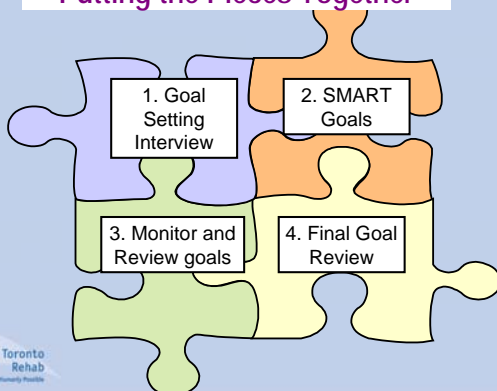 Putting the Pieces Together
1. Goal
Setting
Interview
2. SMART
Goals
3. Monitor and
Review goals
4. Final Goal
Review
Toronto
Rehab